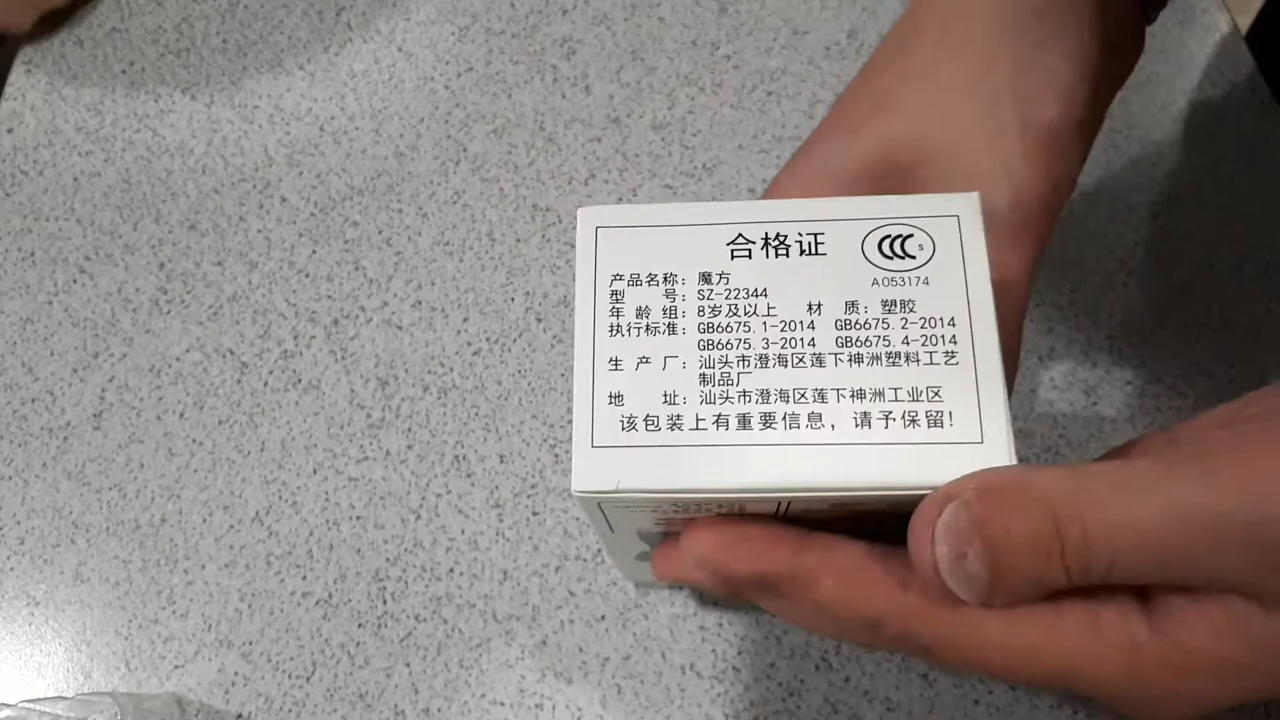 合格证
CCC S
A053174
产品名称：魔方
型 号：SZ-22344
年 龄 组：8岁及以上 材 质：塑胶
执行标准：GB6675.1-2014 GB6675.2-2014
GB6675.3-2014 GB6675.4-2014
生 产 厂：汕头市澄海区莲下神洲塑料工艺
制品厂
地 址：汕头市澄海区莲下神洲工业区
该包装上有重要信息，请予保留!